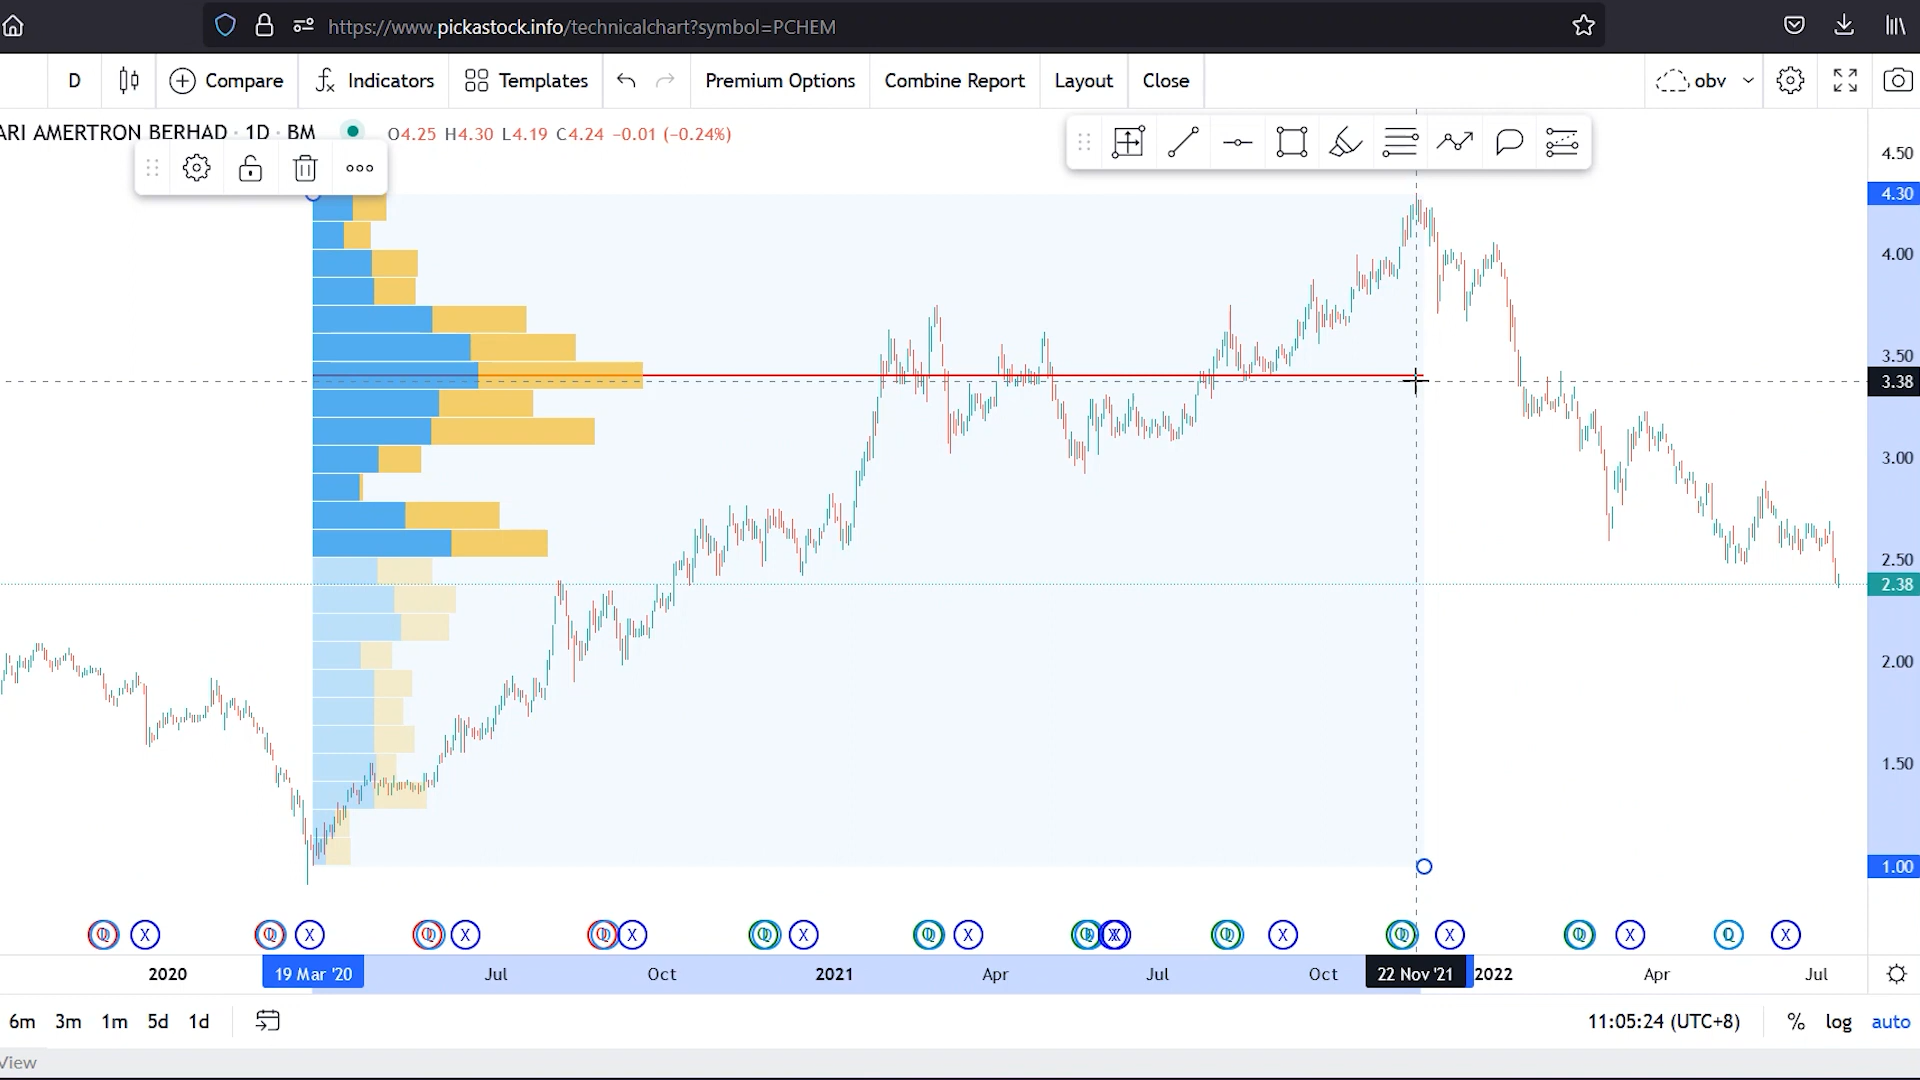 https://www.pickastock.info/technicalchart?symbol=PCHEM
D Compare Indicators Templates Premium Options Combine Report Layout Close obv
ARI AMERTRON BERHAD · 1D · BM O4.25 H4.30 L4.19 C4.24 −0.01 (−0.24%)
4.50
4.30
4.00
3.50
3.38
3.00
2.50
2.38
2.00
1.50
1.00
Q X Q X Q X Q X Q X Q X Q X Q X Q X Q X Q X
2020 19 Mar '20 Jul Oct 2021 Apr Jul Oct 22 Nov '21 2022 Apr Jul
6m 3m 1m 5d 1d 11:05:24 (UTC+8) % log auto
View